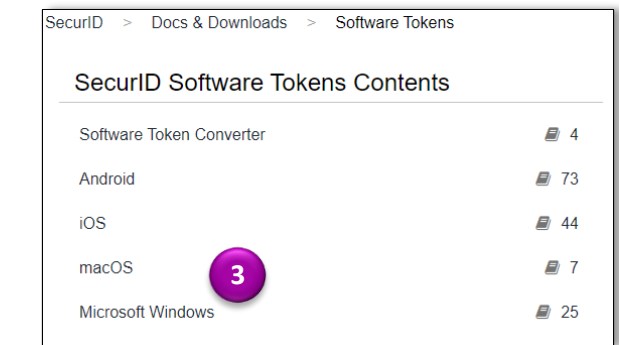 SecurID > Docs & Downloads > Software Tokens
SecurID Software Tokens Contents
Software Token Converter 4
Android 73
iOS 44
macOS 3 7
Microsoft Windows 25